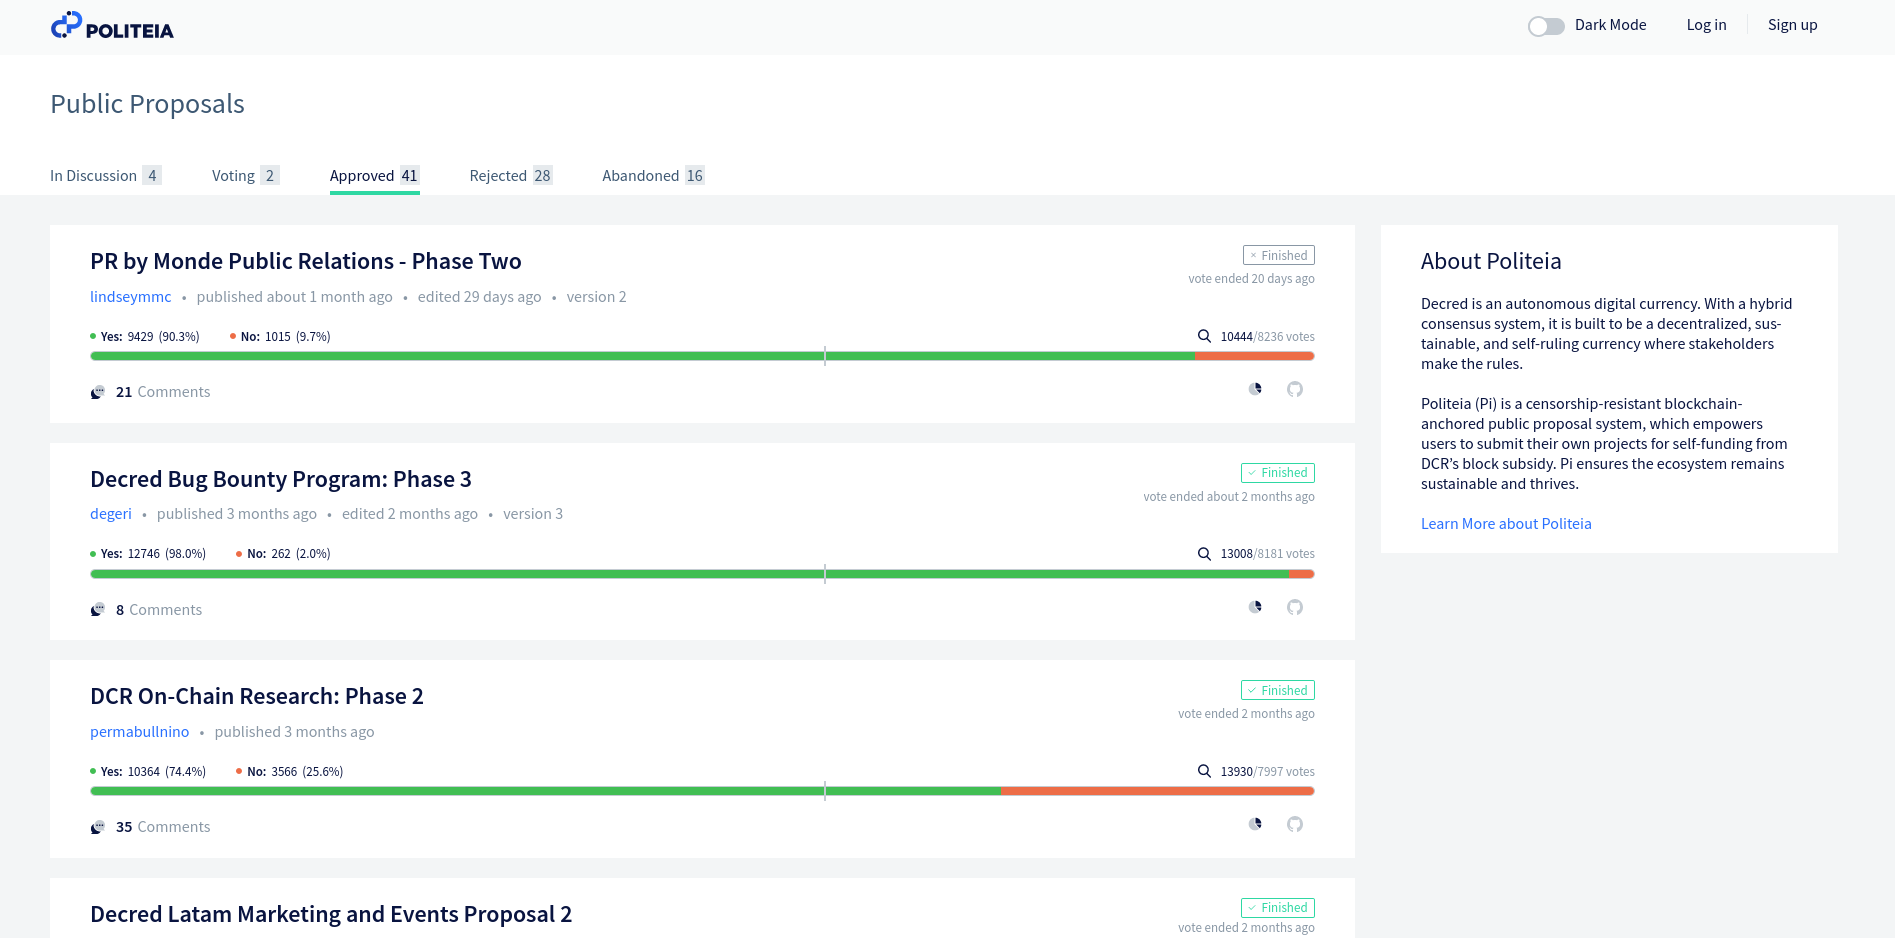 POLITEIA
Dark Mode
Log in
Sign up
Public Proposals
In Discussion 4
Voting 2
Approved 41
Rejected 28
Abandoned 16
PR by Monde Public Relations - Phase Two
Finished
vote ended 20 days ago
lindseymmc • published about 1 month ago • edited 29 days ago • version 2
Yes: 9429 (90.3%) No: 1015 (9.7%)
10444/8236 votes
21 Comments
Decred Bug Bounty Program: Phase 3
Finished
vote ended about 2 months ago
degeri • published 3 months ago • edited 2 months ago • version 3
Yes: 12746 (98.0%) No: 262 (2.0%)
13008/8181 votes
8 Comments
DCR On-Chain Research: Phase 2
Finished
vote ended 2 months ago
permabullnino • published 3 months ago
Yes: 10364 (74.4%) No: 3566 (25.6%)
13930/7997 votes
35 Comments
Decred Latam Marketing and Events Proposal 2
Finished
vote ended 2 months ago
About Politeia
Decred is an autonomous digital currency. With a hybrid
consensus system, it is built to be a decentralized, sus-
tainable, and self-ruling currency where stakeholders
make the rules.
Politeia (Pi) is a censorship-resistant blockchain-
anchored public proposal system, which empowers
users to submit their own projects for self-funding from
DCR’s block subsidy. Pi ensures the ecosystem remains
sustainable and thrives.
Learn More about Politeia